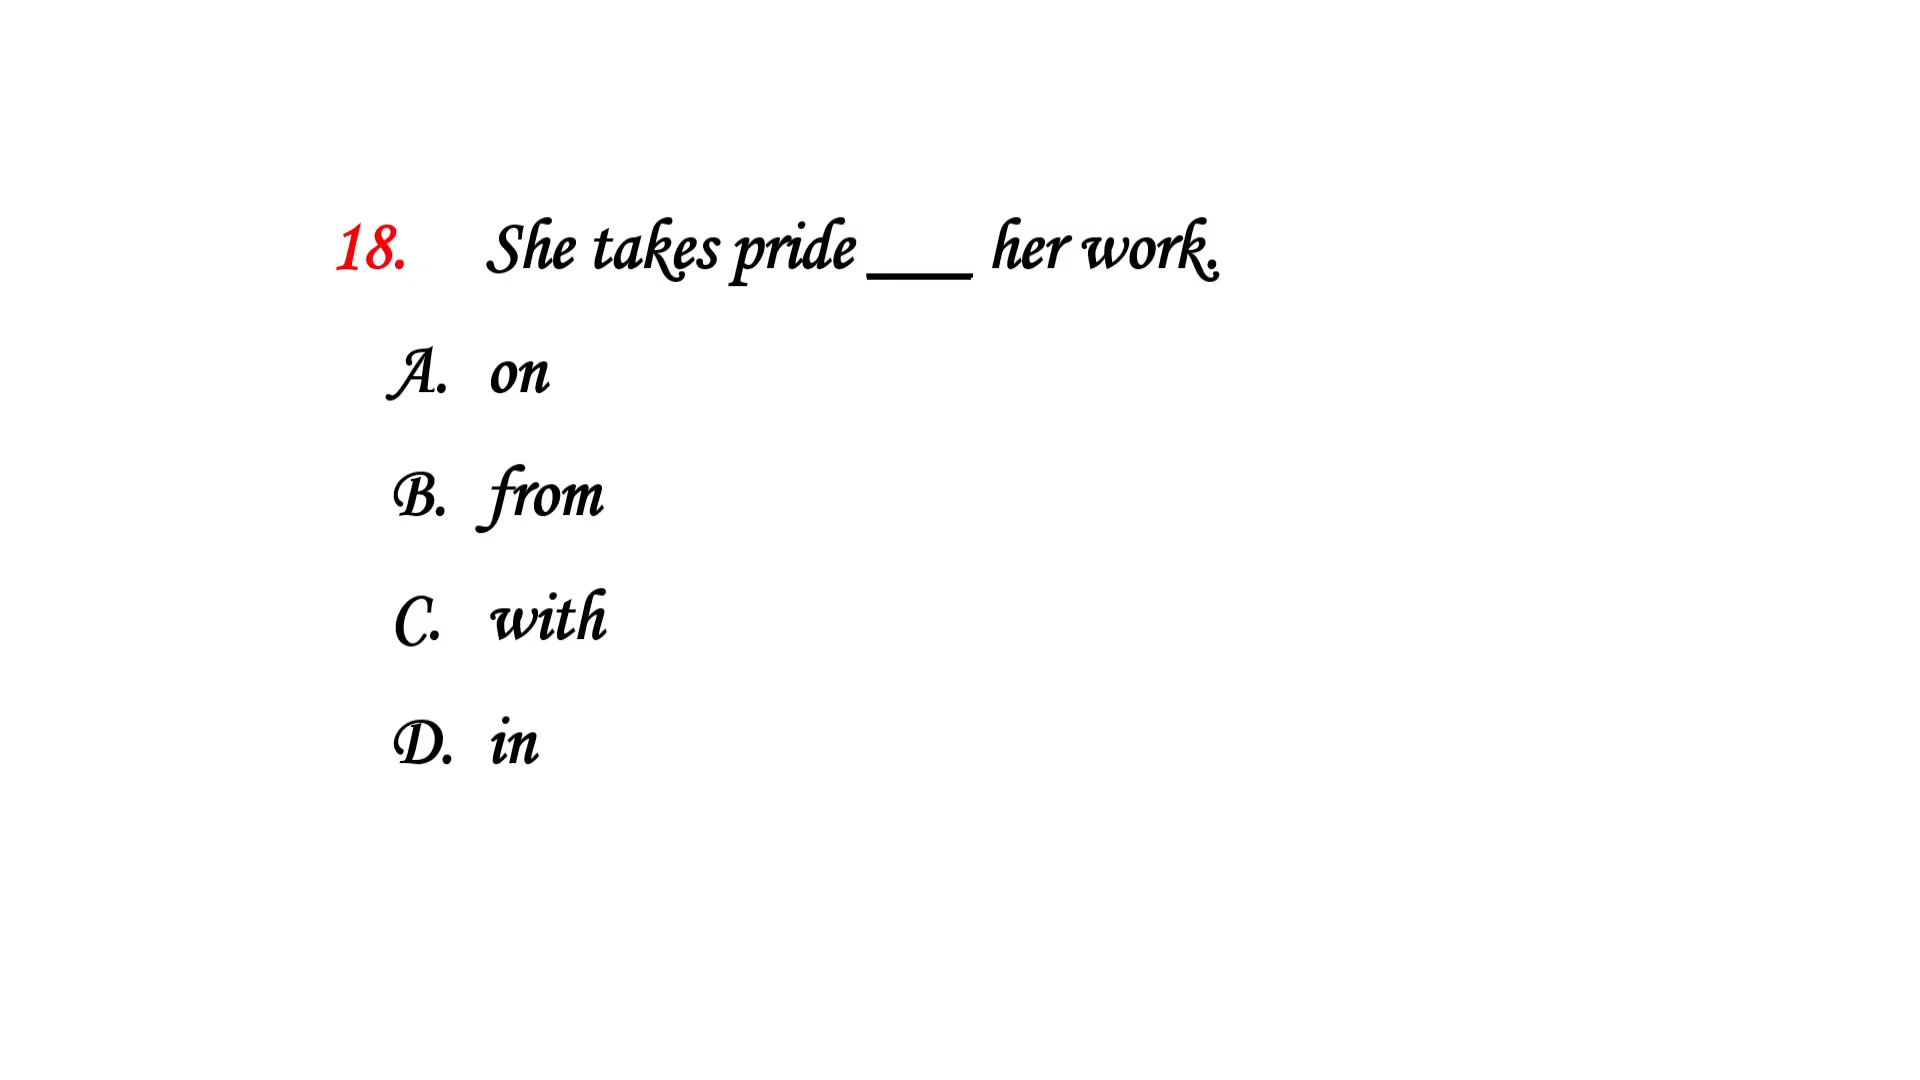 18. She takes pride ___ her work.
A. on
B. from
C. with
D. in